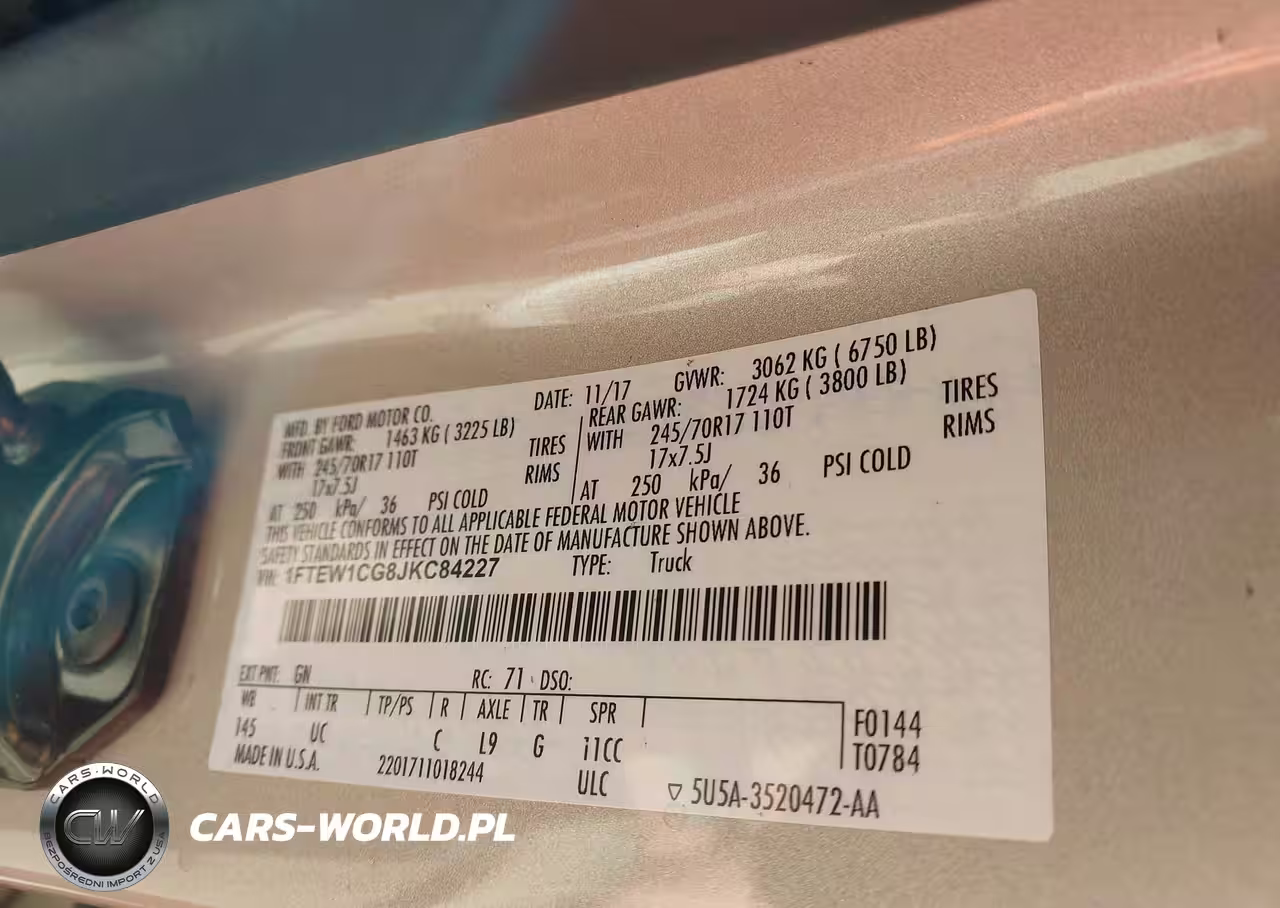 MFD. BY FORD MOTOR CO. DATE: 11/17 GVWR: 3062 KG ( 6750 LB)
FRONT GAWR: 1463 KG ( 3225 LB) REAR GAWR: 1724 KG ( 3800 LB)
WITH 245/70R17 110T TIRES WITH 245/70R17 110T TIRES
17x7.5J RIMS 17x7.5J RIMS
AT 250 kPa/ 36 PSI COLD AT 250 kPa/ 36 PSI COLD
THIS VEHICLE CONFORMS TO ALL APPLICABLE FEDERAL MOTOR VEHICLE
SAFETY STANDARDS IN EFFECT ON THE DATE OF MANUFACTURE SHOWN ABOVE.
VIN: 1FTEW1CG8JKC84227 TYPE: Truck
EXT PNT: GN RC: 71 DSO:
WB INT TR TP/PS R AXLE TR SPR F0144
145 UC C L9 G i1CC T0784
MADE IN U.S.A. 2201711018244 ULC ▽ 5U5A-3520472-AA
CARS-WORLD
CW
BEZPOŚREDNI IMPORT Z USA
CARS-WORLD.PL